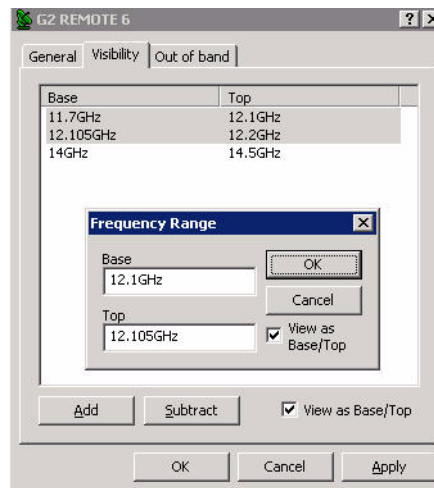 G2 REMOTE 6
General Visibility Out of band
Base Top
11.7GHz 12.1GHz
12.105GHz 12.2GHz
14GHz 14.5GHz
Frequency Range
Base
12.1GHz
OK
Cancel
Top
12.105GHz
View as Base/Top
Add Subtract View as Base/Top
OK Cancel Apply